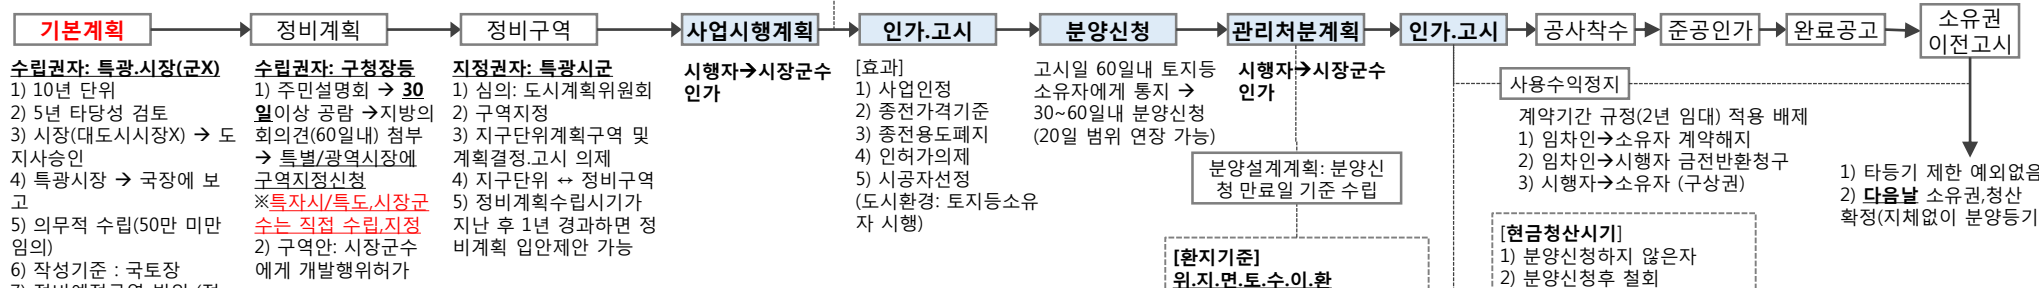 기본계획
정비계획
정비구역
사업시행계획
인가.고시
분양신청
관리처분계획
인가.고시
공사착수
준공인가
완료공고
소유권
이전고시
수립권자: 특광.시장(군X)
1) 10년 단위
2) 5년 타당성 검토
3) 시장(대도시시장X) → 도
지사승인
4) 특광시장 → 국장에 보
고
5) 의무적 수립(50만 미만
임의)
6) 작성기준 : 국토장
수립권자: 구청장등
1) 주민설명회 → 30
일이상 공람 →지방의
회의견(60일내) 첨부
→ 특별/광역시장에
구역지정신청
※특자시/특도,시장군
수는 직접 수립,지정
2) 구역안: 시장군수
에게 개발행위허가
지정권자: 특광시군
1) 심의: 도시계획위원회
2) 구역지정
3) 지구단위계획구역 및
계획결정.고시 의제
4) 지구단위 ↔ 정비구역
5) 정비계획수립시기가
지난 후 1년 경과하면 정
비계획 입안제안 가능
시행자→시장군수
인가
[효과]
1) 사업인정
2) 종전가격기준
3) 종전용도폐지
4) 인허가의제
5) 시공자선정
(도시환경: 토지등소유
자 시행)
고시일 60일내 토지등
소유자에게 통지 →
30~60일내 분양신청
(20일 범위 연장 가능)
시행자→시장군수
인가
분양설계계획: 분양신
청 만료일 기준 수립
[환지기준]
위.지.면.토.수.이.환
사용수익정지
계약기간 규정(2년 임대) 적용 배제
1) 임차인→소유자 계약해지
2) 임차인→시행자 금전반환청구
3) 시행자→소유자 (구상권)
[현금청산시기]
1) 분양신청하지 않은자
2) 분양신청후 철회
1) 타등기 제한 예외없음
2) 다음날 소유권,청산
확정(지체없이 분양등기